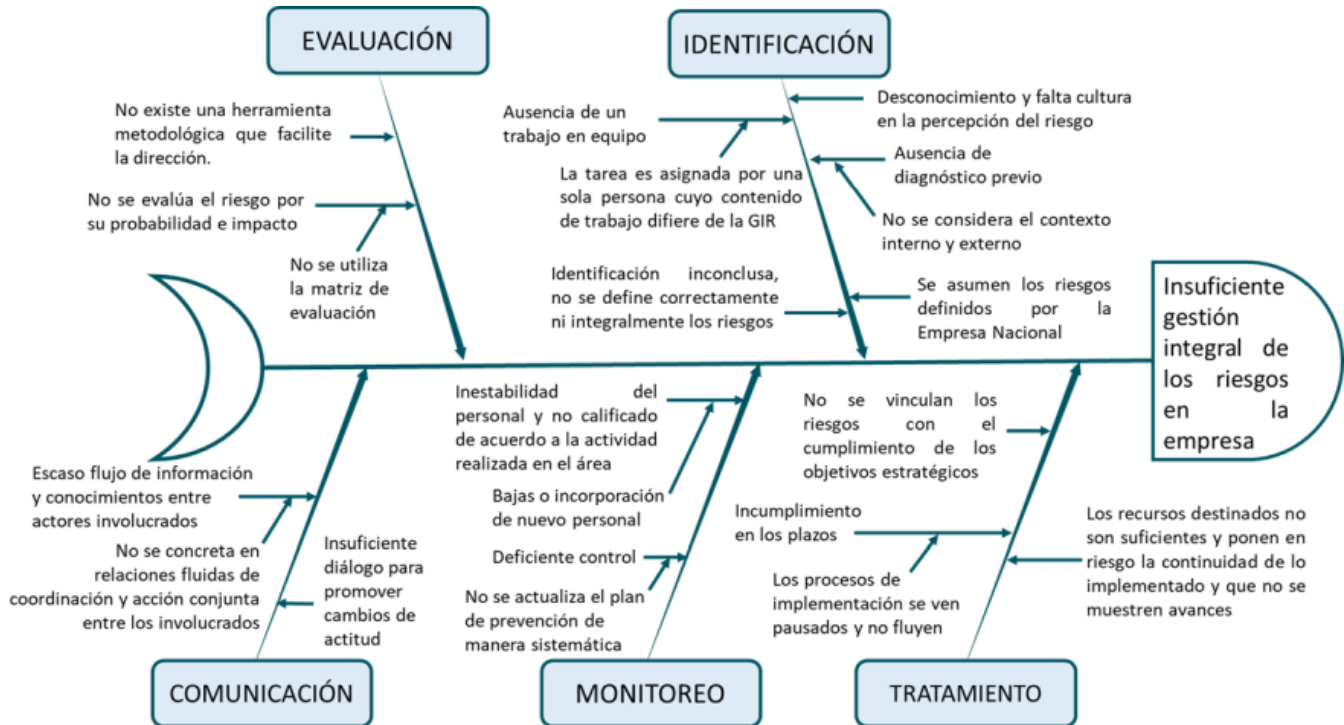 EVALUACIÓN
No existe una herramienta
metodológica que facilite
la dirección.
No se evalúa el riesgo por
su probabilidad e impacto
No se utiliza
la matriz de
evaluación
IDENTIFICACIÓN
Ausencia de un
trabajo en equipo
La tarea es asignada por una
sola persona cuyo contenido
de trabajo difiere de la GIR
Identificación inconclusa,
no se define correctamente
ni integralmente los riesgos
Desconocimiento y falta cultura
en la percepción del riesgo
Ausencia de
diagnóstico previo
No se considera el contexto
interno y externo
Se asumen los riesgos
definidos por la
Empresa Nacional
Insuficiente
gestión
integral de
los riesgos
en la
empresa
Escaso flujo de información
y conocimientos entre
actores involucrados
No se concreta en
relaciones fluidas de
coordinación y acción conjunta
entre los involucrados
Insuficiente
diálogo para
promover
cambios de
actitud
COMUNICACIÓN
Inestabilidad del
personal y no calificado
de acuerdo a la actividad
realizada en el área
Bajas o incorporación
de nuevo personal
Deficiente control
No se actualiza el plan
de prevención de
manera sistemática
MONITOREO
No se vinculan los
riesgos con el
cumplimiento de los
objetivos estratégicos
Incumplimiento
en los plazos
Los procesos de
implementación se ven
pausados y no fluyen
Los recursos destinados no
son suficientes y ponen en
riesgo la continuidad de lo
implementado y que no se
muestren avances
TRATAMIENTO